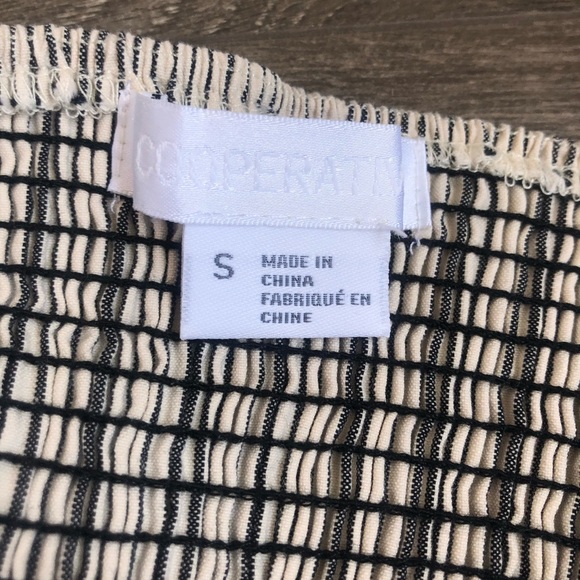 COOPERATIV
S
MADE IN
CHINA
FABRIQUÉ EN
CHINE